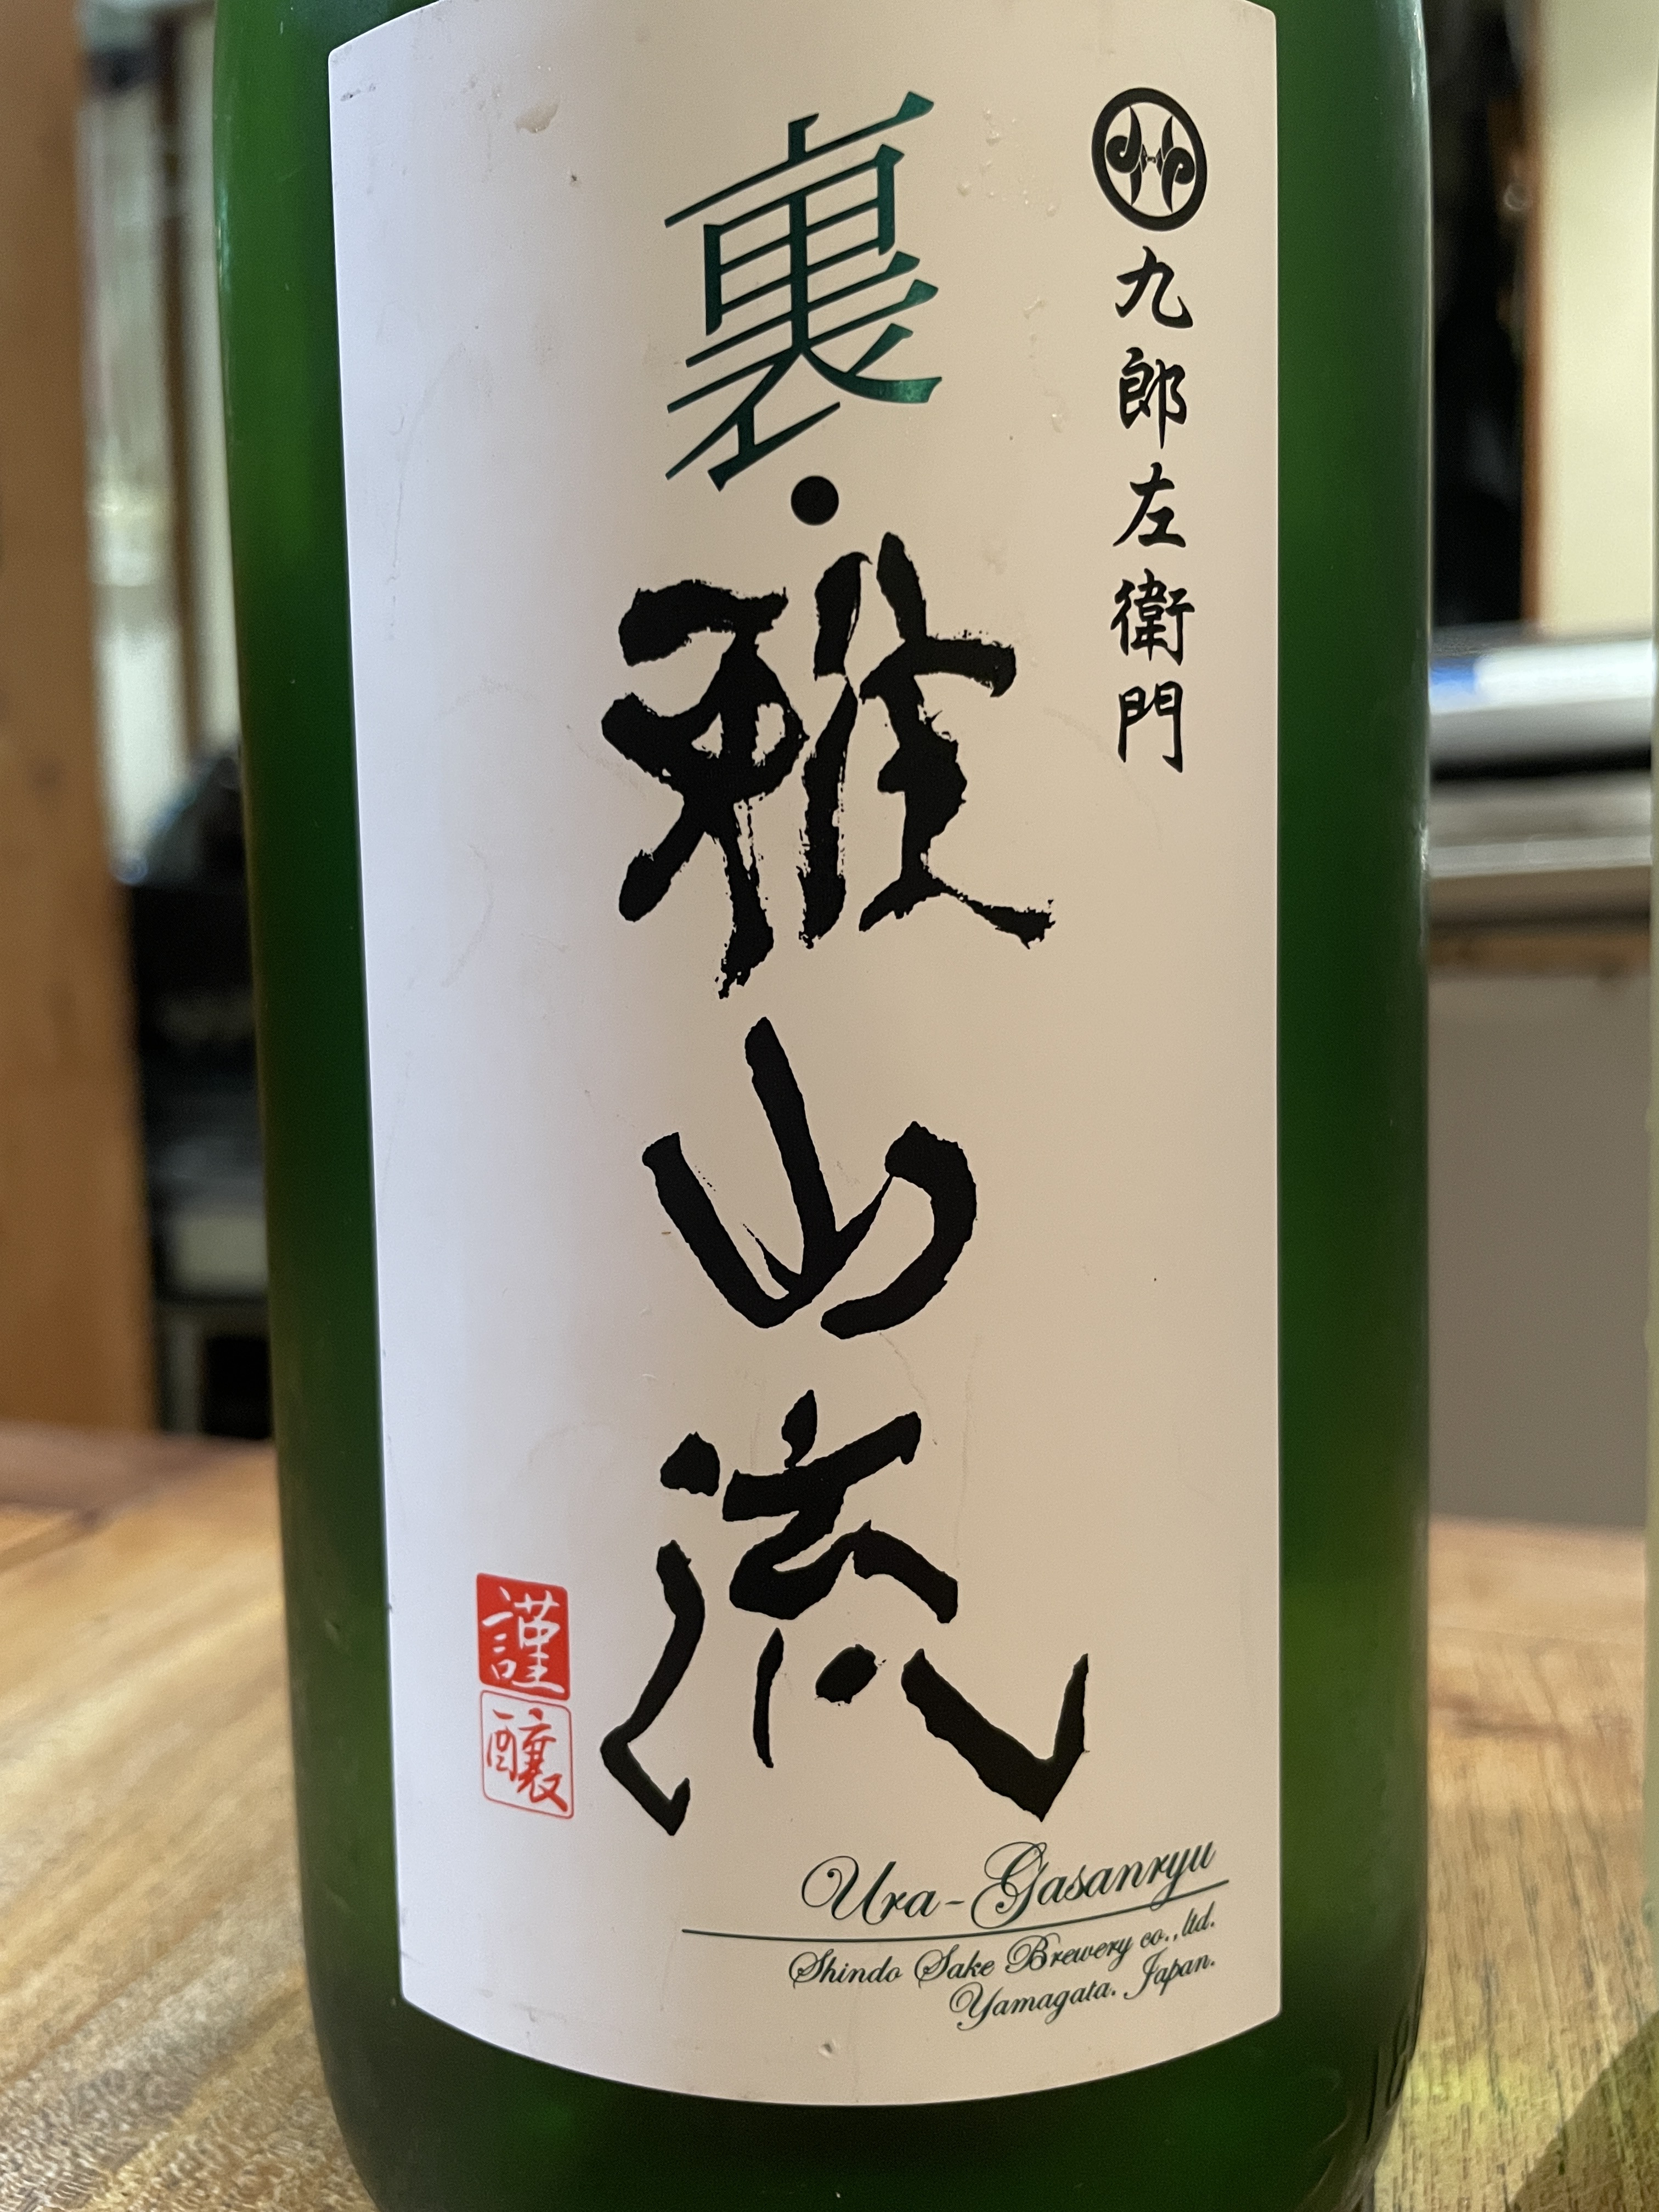 九郎左衛門
裏・雅山流
謹
醸
Ura-Gasanryu
Shindo Sake Brewery co.,ltd.
Yamagata. Japan.